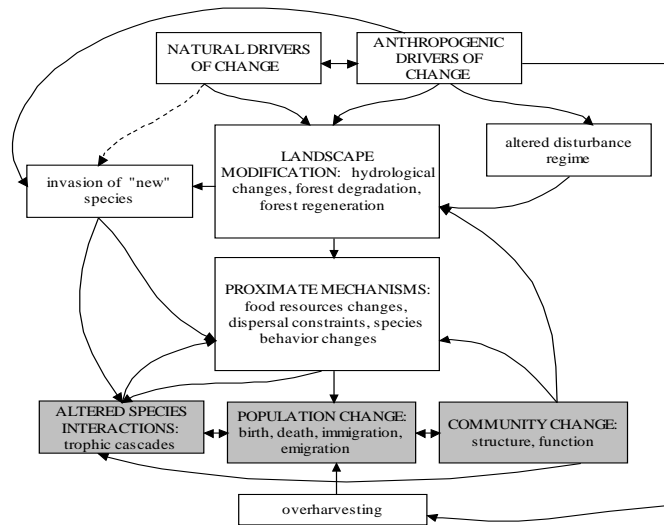 NATURAL DRIVERS
OF CHANGE
ANTHROPOGENIC
DRIVERS OF
CHANGE
LANDSCAPE
MODIFICATION: hydrological
changes, forest degradation,
forest regeneration
altered disturbance
regime
invasion of "new"
species
PROXIMATE MECHANISMS:
food resources changes,
dispersal constraints, species
behavior changes
ALTERED SPECIES
INTERACTIONS:
trophic cascades
POPULATION CHANGE:
birth, death, immigration,
emigration
COMMUNITY CHANGE:
structure, function
overharvesting